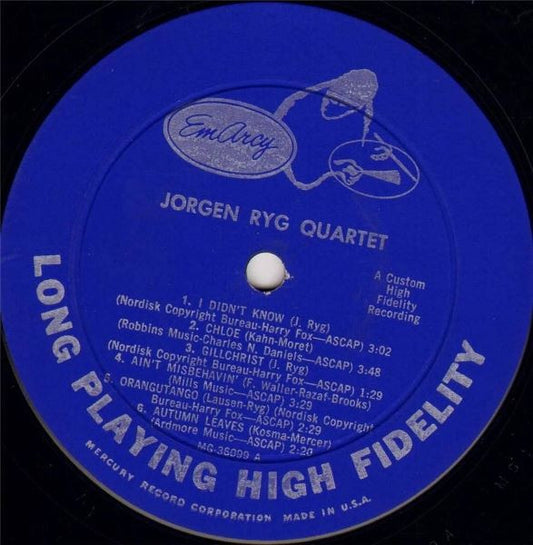 EmArcy
JORGEN RYG QUARTET
A Custom
High
Fidelity
Recording
1. I DIDN'T KNOW (J. Ryg)
(Nordisk Copyright Bureau-Harry Fox—ASCAP) 3:02
2. CHLOE (Kahn-Moret)
(Robbins Music-Charles N. Daniels—ASCAP) 3:48
3. GILLCHRIST (J. Ryg)
(Nordisk Copyright Bureau-Harry Fox—ASCAP) 1:29
4. AIN'T MISBEHAVIN' (F. Waller-Razaf-Brooks)
(Mills Music—ASCAP) 3:29
5. ORANGUTANGO (Lausen-Ryg) (Nordisk Copyright
Bureau-Harry Fox—ASCAP) 2:29
6. AUTUMN LEAVES (Kosma-Mercer)
(Ardmore Music—ASCAP) 2:20
MG-36099 A
LONG PLAYING HIGH FIDELITY
MERCURY RECORD CORPORATION MADE IN U.S.A.